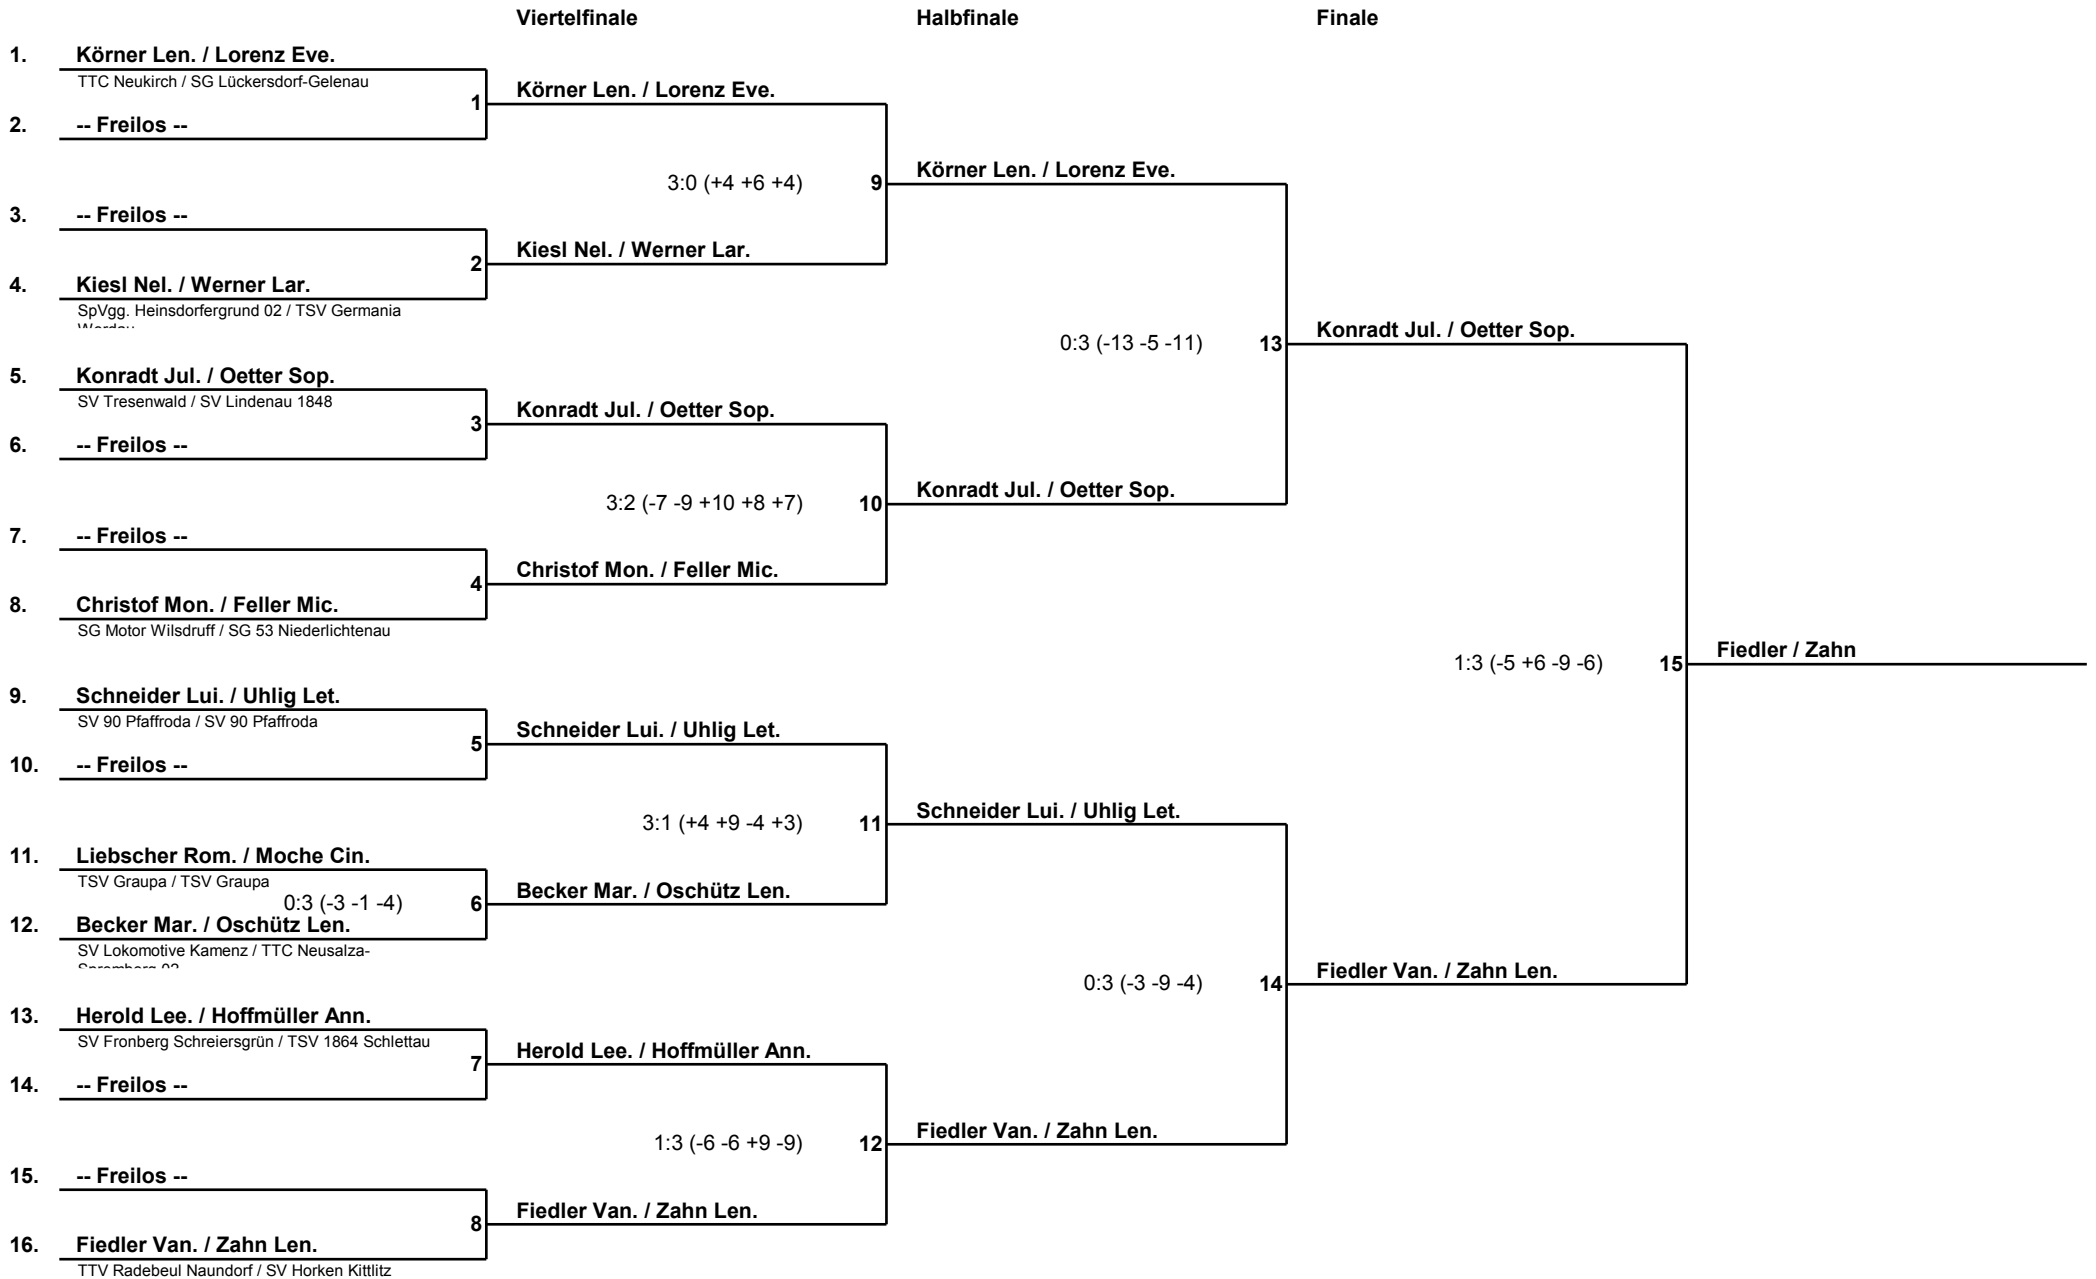 Viertelfinale Halbfinale Finale
1. Körner Len. / Lorenz Eve.
TTC Neukirch / SG Lückersdorf-Gelenau
1 Körner Len. / Lorenz Eve.
2. -- Freilos --
3:0 (+4 +6 +4) 9 Körner Len. / Lorenz Eve.
3. -- Freilos --
2 Kiesl Nel. / Werner Lar.
4. Kiesl Nel. / Werner Lar.
SpVgg. Heinsdorfergrund 02 / TSV Germania
0:3 (-13 -5 -11) 13 Konradt Jul. / Oetter Sop.
5. Konradt Jul. / Oetter Sop.
SV Tresenwald / SV Lindenau 1848
3 Konradt Jul. / Oetter Sop.
6. -- Freilos --
3:2 (-7 -9 +10 +8 +7) 10 Konradt Jul. / Oetter Sop.
7. -- Freilos --
4 Christof Mon. / Feller Mic.
8. Christof Mon. / Feller Mic.
SG Motor Wilsdruff / SG 53 Niederlichtenau
1:3 (-5 +6 -9 -6) 15 Fiedler / Zahn
9. Schneider Lui. / Uhlig Let.
SV 90 Pfaffroda / SV 90 Pfaffroda
5 Schneider Lui. / Uhlig Let.
10. -- Freilos --
3:1 (+4 +9 -4 +3) 11 Schneider Lui. / Uhlig Let.
11. Liebscher Rom. / Moche Cin.
TSV Graupa / TSV Graupa
0:3 (-3 -1 -4) 6 Becker Mar. / Oschütz Len.
12. Becker Mar. / Oschütz Len.
SV Lokomotive Kamenz / TTC Neusalza-
0:3 (-3 -9 -4) 14 Fiedler Van. / Zahn Len.
13. Herold Lee. / Hoffmüller Ann.
SV Fronberg Schreiersgrün / TSV 1864 Schlettau
7 Herold Lee. / Hoffmüller Ann.
14. -- Freilos --
1:3 (-6 -6 +9 -9) 12 Fiedler Van. / Zahn Len.
15. -- Freilos --
8 Fiedler Van. / Zahn Len.
16. Fiedler Van. / Zahn Len.
TTV Radebeul Naundorf / SV Horken Kittlitz